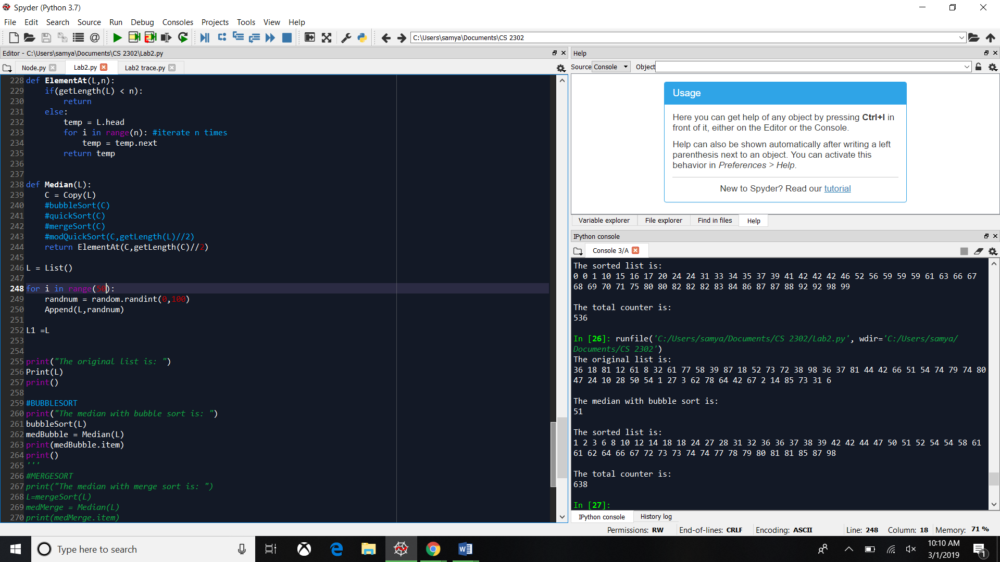 Spyder (Python 3.7)
File Edit Search Source Run Debug Consoles Projects Tools View Help
C:\Users\samya\Documents\CS 2302
Editor - C:\Users\samya\Documents\CS 2302\Lab2.py
Node.py Lab2.py Lab2 trace.py
228 def ElementAt(L,n):
229     if(getLength(L) < n):
230         return
231     else:
232         temp = L.head
233         for i in range(n): #iterate n times
234             temp = temp.next
235         return temp
236
237
238 def Median(L):
239     C = Copy(L)
240     #bubbleSort(C)
241     #quickSort(C)
242     #mergeSort(C)
243     #modQuickSort(C,getLength(L)//2)
244     return ElementAt(C,getLength(C)//2)
245
246 L = List()
247
248 for i in range(50):
249     randnum = random.randint(0,100)
250     Append(L,randnum)
251
252 L1 =L
253
254
255 print("The original list is: ")
256 Print(L)
257 print()
258
259 #BUBBLESORT
260 print("The median with bubble sort is: ")
261 bubbleSort(L)
262 medBubble = Median(L)
263 print(medBubble.item)
264 print()
265 '''
266 #MERGESORT
267 print("The median with merge sort is: ")
268 L=mergeSort(L)
269 medMerge = Median(L)
270 print(medMerge.item)
Help
Source Console Object
Usage
Here you can get help of any object by pressing Ctrl+I in
front of it, either on the Editor or the Console.
Help can also be shown automatically after writing a left
parenthesis next to an object. You can activate this
behavior in Preferences > Help.
New to Spyder? Read our tutorial
Variable explorer File explorer Find in files Help
IPython console
Console 3/A
The sorted list is:
0 0 1 10 15 16 17 20 24 24 31 33 34 35 37 39 41 42 42 42 46 52 56 59 59 59 61 63 66 67
68 69 70 71 75 80 80 82 82 82 83 84 86 87 87 88 92 92 98 99
The total counter is:
536
In [26]: runfile('C:/Users/samya/Documents/CS 2302/Lab2.py', wdir='C:/Users/samya/
Documents/CS 2302')
The original list is:
36 18 81 12 61 8 32 61 77 58 39 87 18 52 73 72 38 98 36 37 81 44 42 66 51 54 74 79 74 80
47 24 10 28 50 54 1 27 3 62 78 64 42 67 2 14 85 73 31 6
The median with bubble sort is:
51
The sorted list is:
1 2 3 6 8 10 12 14 18 18 24 27 28 31 32 36 36 37 38 39 42 42 44 47 50 51 52 54 54 58 61
61 62 64 66 67 72 73 73 74 74 77 78 79 80 81 81 85 87 98
The total counter is:
638
In [27]:
IPython console History log
Permissions: RW End-of-lines: CRLF Encoding: ASCII Line: 248 Column: 18 Memory: 71 %
Type here to search
10:10 AM
3/1/2019
1